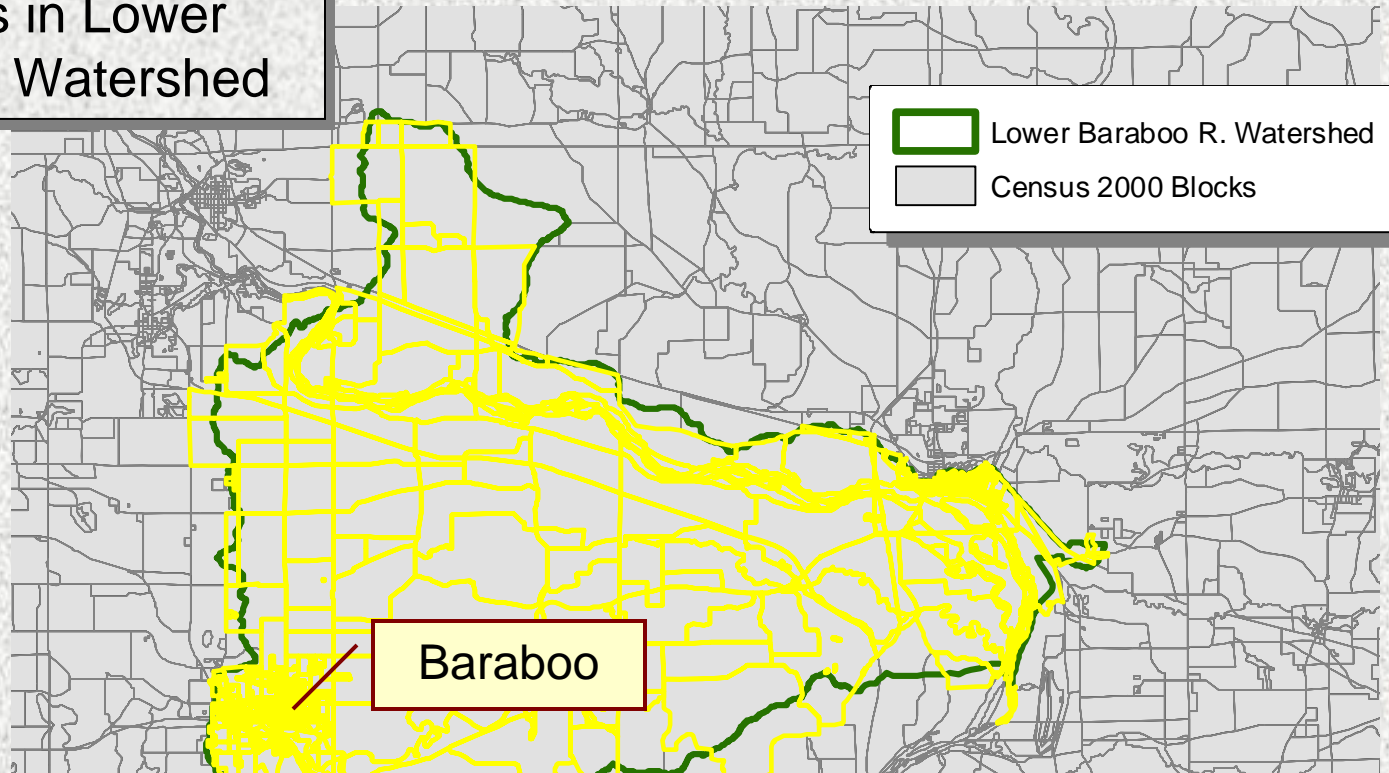 s in Lower
Watershed
Lower Baraboo R. Watershed
Census 2000 Blocks
Baraboo